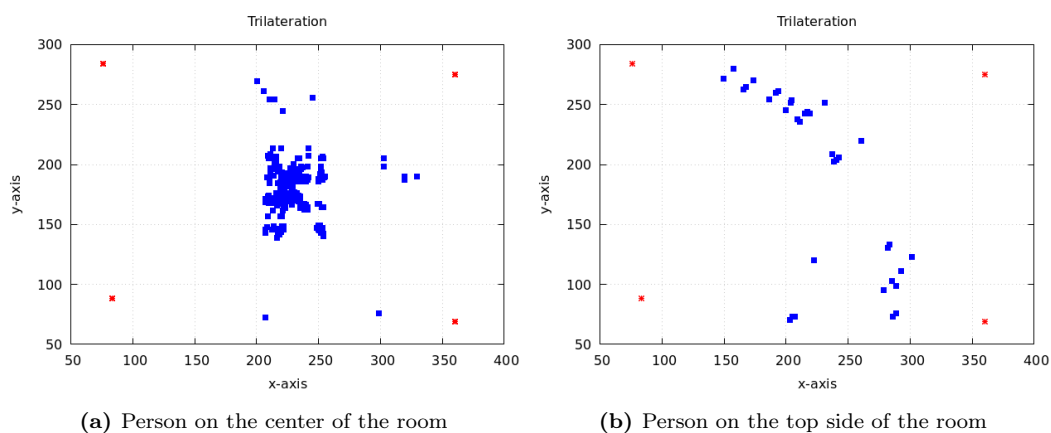 Trilateration
300
250
200
150
100
50
50 100 150 200 250 300 350 400
y-axis
x-axis
(a) Person on the center of the room
Trilateration
300
250
200
150
100
50
50 100 150 200 250 300 350 400
y-axis
x-axis
(b) Person on the top side of the room